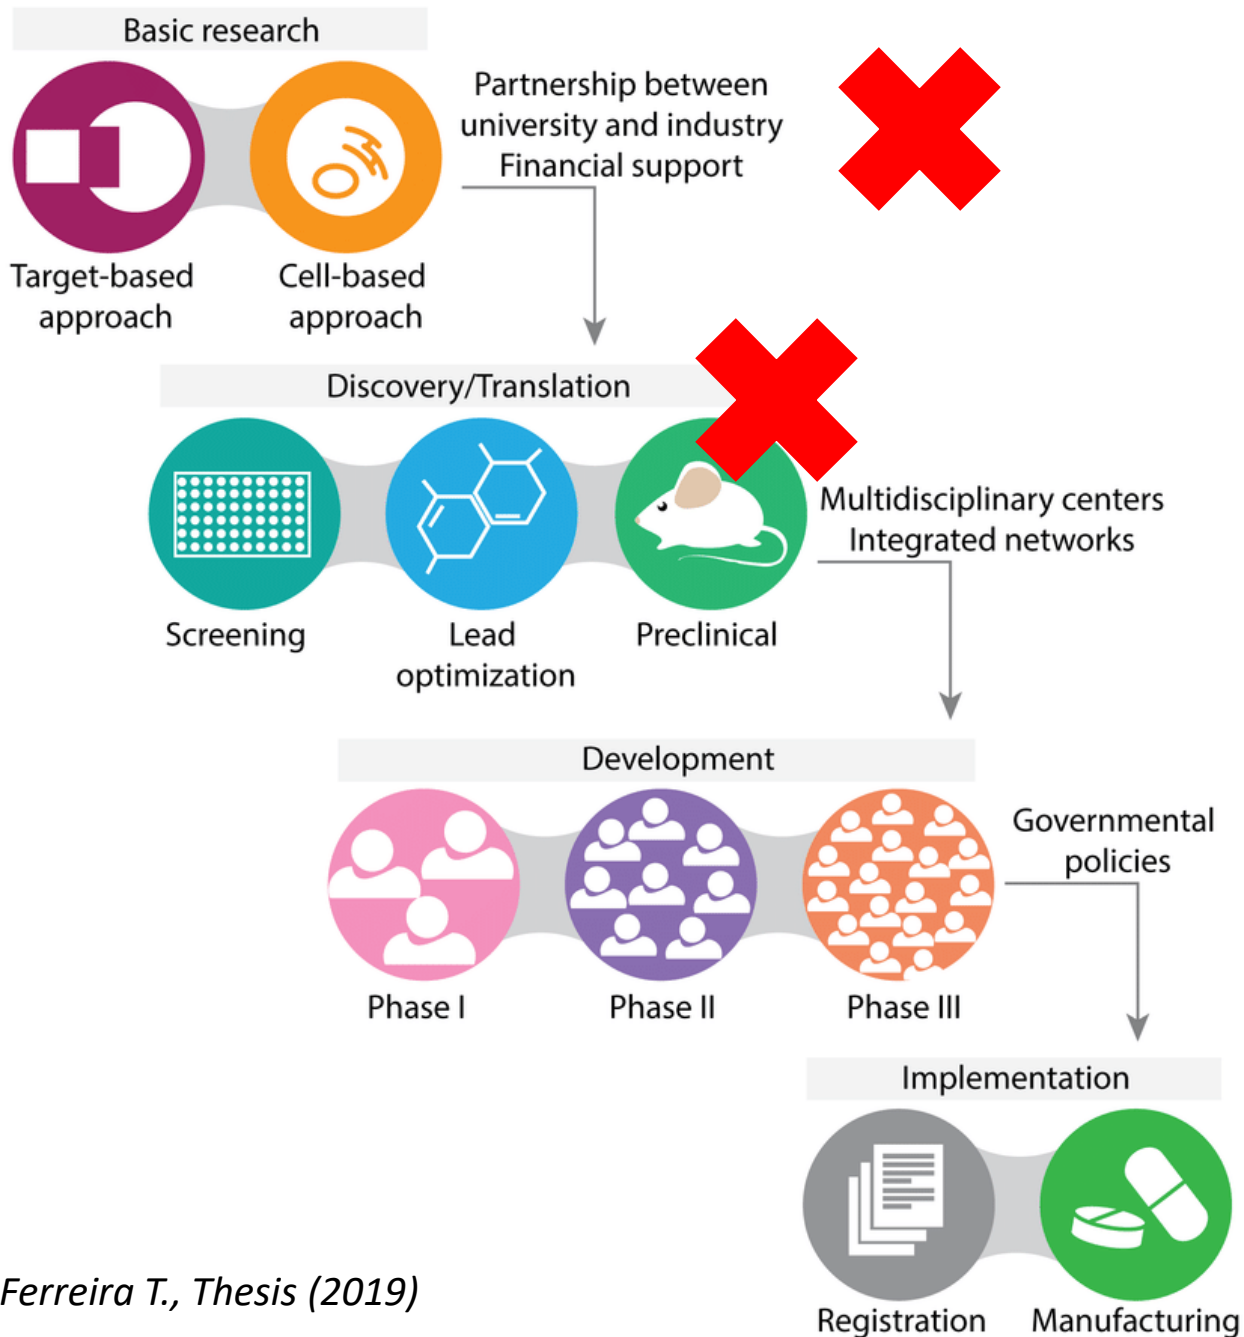 Basic research
Partnership between
university and industry
Financial support
Target-based
approach
Cell-based
approach
Discovery/Translation
Screening
Lead
optimization
Preclinical
Multidisciplinary centers
Integrated networks
Development
Phase I
Phase II
Phase III
Governmental
policies
Implementation
Registration
Manufacturing
Ferreira T., Thesis (2019)